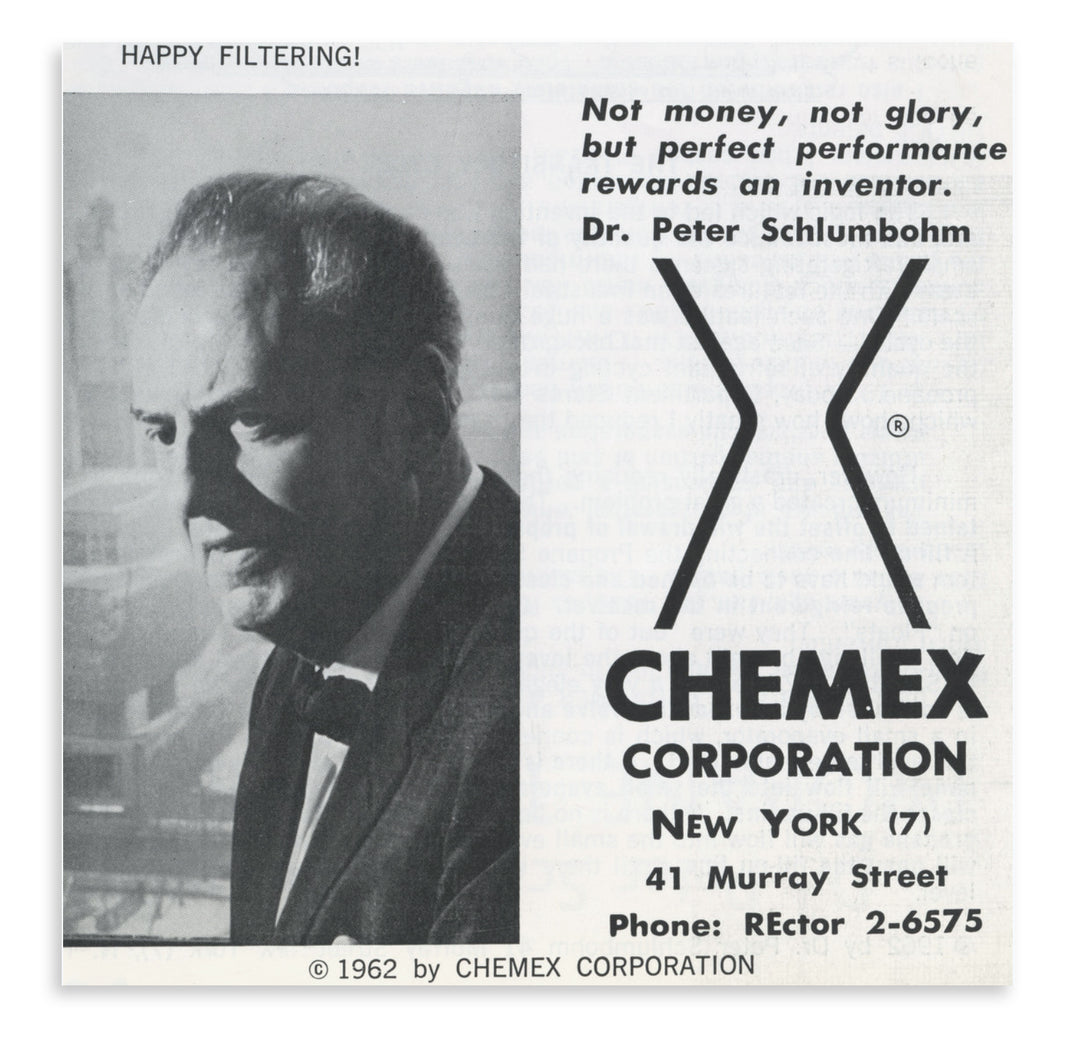 HAPPY FILTERING!
Not money, not glory,
but perfect performance
rewards an inventor.
Dr. Peter Schlumbohm
®
CHEMEX
CORPORATION
NEW YORK (7)
41 Murray Street
Phone: REctor 2-6575
© 1962 by CHEMEX CORPORATION